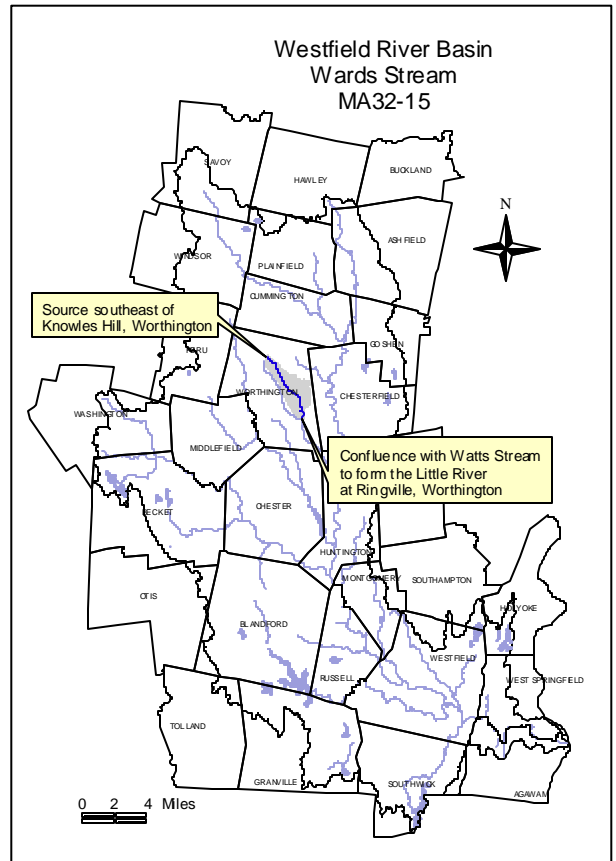 Westfield River Basin
Wards Stream
MA32-15
SAVOY
HAWLEY
BUCKLAND
N
ASHFIELD
WINDSOR
PLAINFIELD
CUMMINGTON
Source southeast of
Knowles Hill, Worthington
GOSHEN
WORTHINGTON
CHESTERFIELD
WASHINGTON
MIDDLEFIELD
Confluence with Watts Stream
to form the Little River
at Ringville, Worthington
CHESTER
HUNTINGTON
MONTGOMERY
SOUTHAMPTON
HOLYOKE
OTIS
BLANDFORD
WESTFIELD
RUSSELL
WEST SPRINGFIELD
TOLLAND
GRANVILLE
SOUTHWICK
AGAWAM
0 2 4 Miles